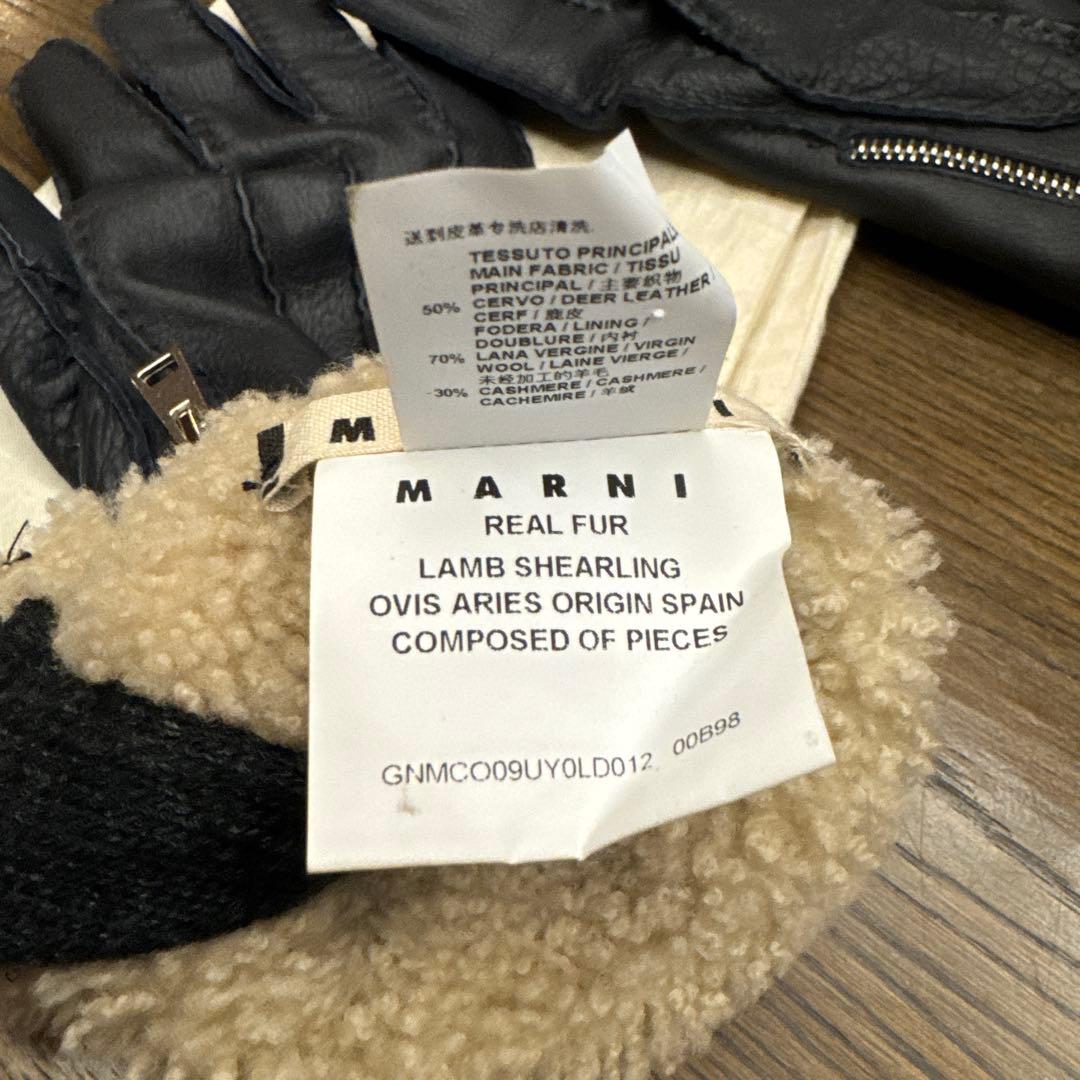 送到皮革专洗店清洗.
TESSUTO PRINCIPALE
MAIN FABRIC / TISSU
PRINCIPAL / 主要織物
50% CERVO / DEER LEATHER /
CERF / 鹿皮
FODERA / LINING /
DOUBLURE / 内衬
70% LANA VERGINE / VIRGIN
WOOL / LAINE VIERGE /
未经加工的羊毛
30% CASHMERE / CASHMERE /
CACHEMIRE / 羊绒
M I
MARNI
REAL FUR
LAMB SHEARLING
OVIS ARIES ORIGIN SPAIN
COMPOSED OF PIECES
GNMCO09UY0LD012 00B98